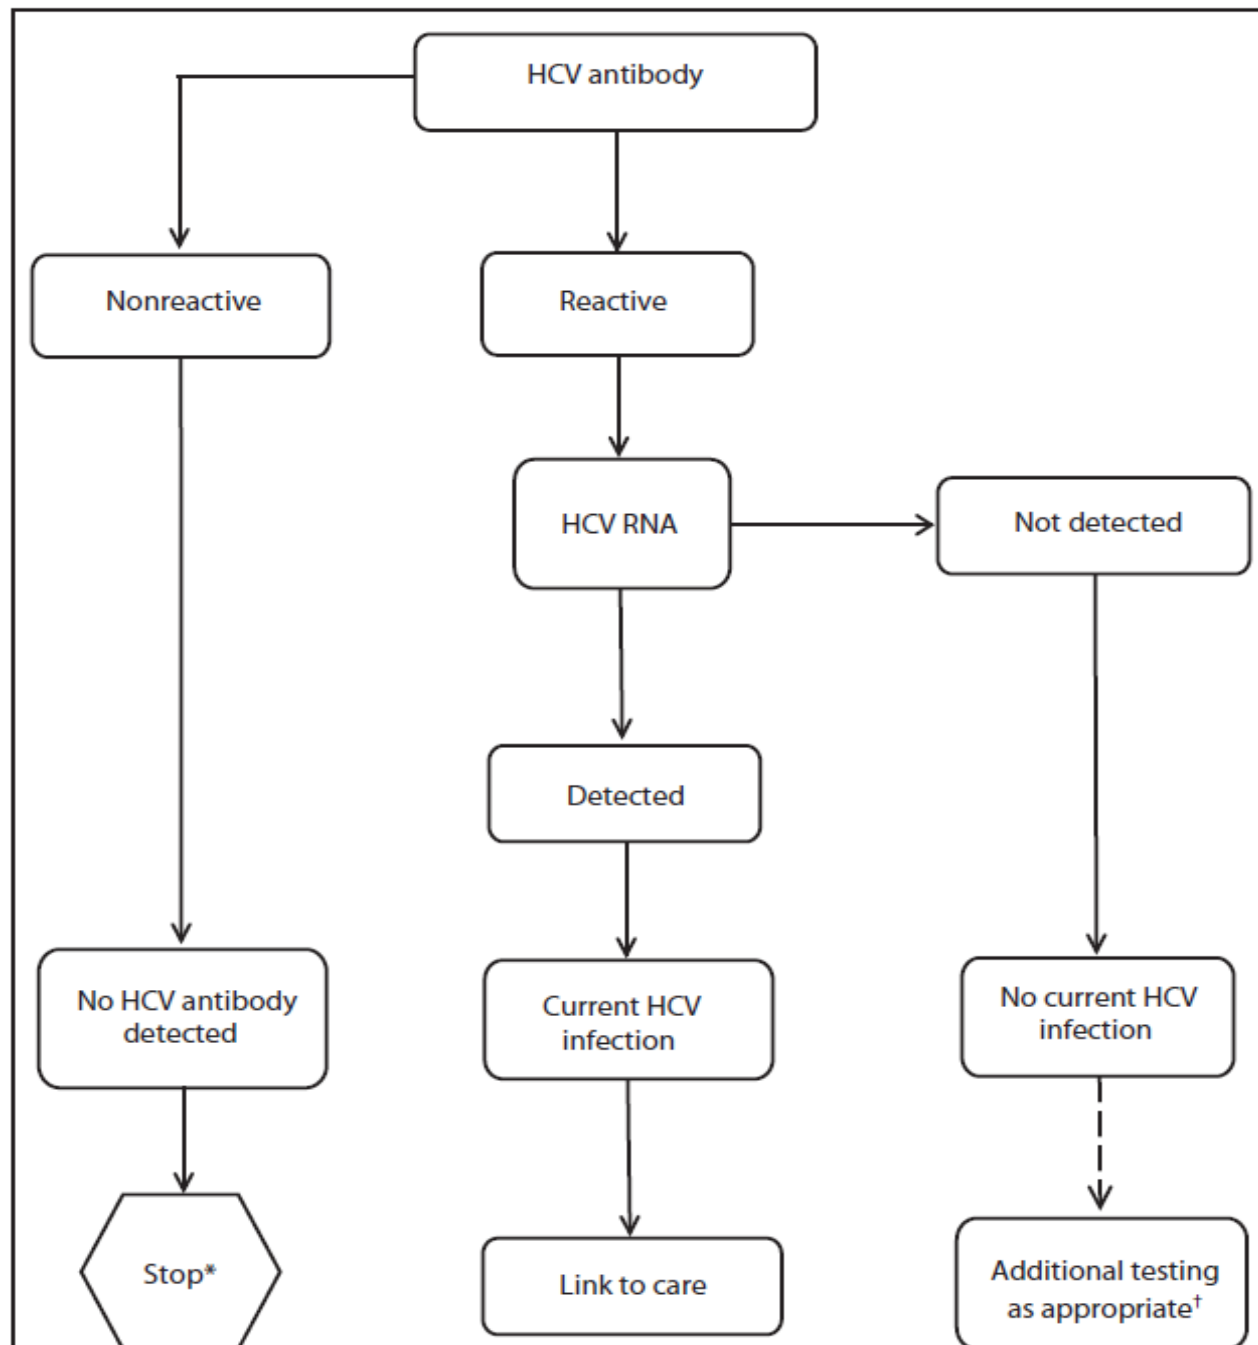 HCV antibody
Nonreactive
Reactive
HCV RNA
Not detected
Detected
No HCV antibody
detected
Current HCV
infection
No current HCV
infection
Stop*
Link to care
Additional testing
as appropriate†